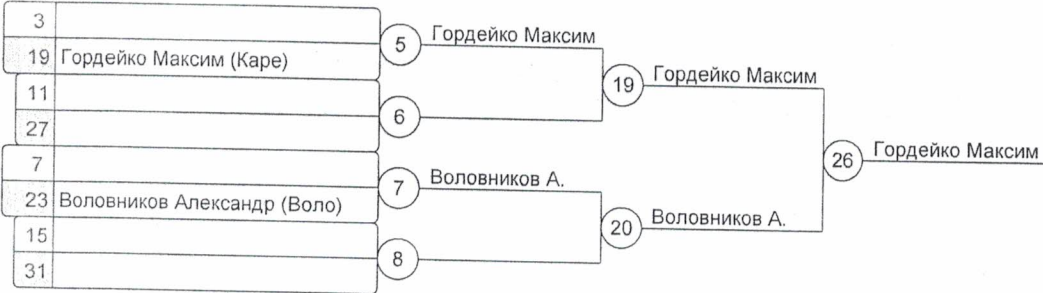 3
19 Гордейко Максим (Каре)
11
27
7
23 Воловников Александр (Воло)
15
31
5 Гордейко Максим
6
7 Воловников А.
8
19 Гордейко Максим
20 Воловников А.
26 Гордейко Максим